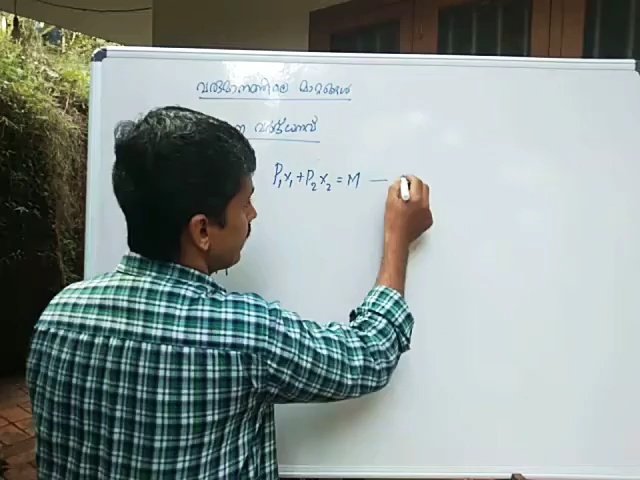 വരുമാനത്തിലെ മാറ്റങ്ങൾ
വർദ്ധനവ്
P₁x₁ + P₂x₂ = M —